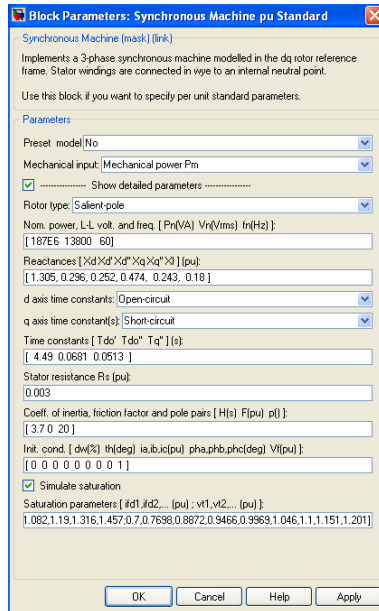 Block Parameters: Synchronous Machine pu Standard
Synchronous Machine (mask) (link)
Implements a 3-phase synchronous machine modelled in the dq rotor reference
frame. Stator windings are connected in wye to an internal neutral point.
Use this block if you want to specify per unit standard parameters.
Parameters
Preset model No
Mechanical input: Mechanical power Pm
---------------- Show detailed parameters ----------------
Rotor type: Salient-pole
Nom. power, L-L volt. and freq. [ Pn(VA) Vn(Vrms) fn(Hz) ]:
[ 187E6 13800 60]
Reactances [ Xd Xd' Xd'' Xq Xq'' Xl ] (pu):
[ 1.305, 0.296, 0.252, 0.474, 0.243, 0.18 ]
d axis time constants: Open-circuit
q axis time constant(s): Short-circuit
Time constants [ Tdo' Tdo'' Tq'' ] (s):
[ 4.49 0.0681 0.0513 ]
Stator resistance Rs (pu):
0.003
Coeff. of inertia, friction factor and pole pairs [ H(s) F(pu) p() ]:
[ 3.7 0 20 ]
Init. cond. [ dw(%) th(deg) ia,ib,ic(pu) pha,phb,phc(deg) Vf(pu) ]:
[ 0 0 0 0 0 0 0 0 1 ]
Simulate saturation
Saturation parameters [ ifd1,ifd2,... (pu) ; vt1,vt2,... (pu) ]:
1.082,1.19,1.316,1.457;0.7,0.7698,0.8872,0.9466,0.9969,1.046,1.1,1.151,1.201]
OK Cancel Help Apply